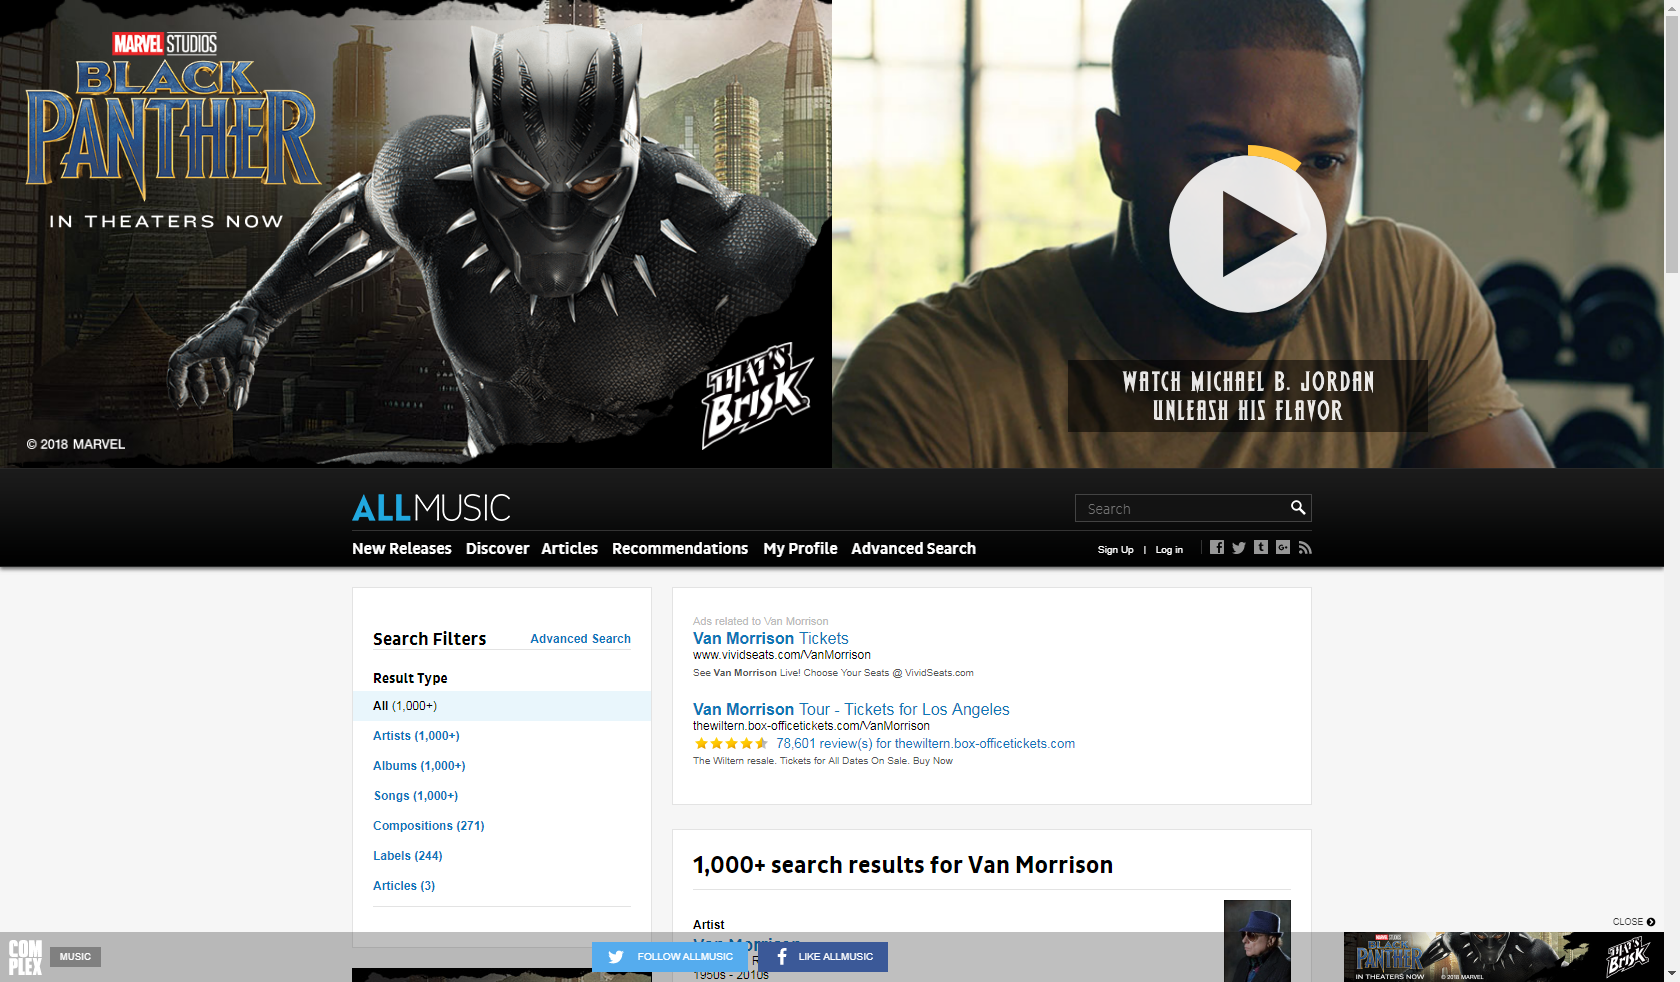 MARVEL STUDIOS
BLACK
PANTHER
IN THEATERS NOW
THAT'S
BRISK
© 2018 MARVEL
WATCH MICHAEL B. JORDAN
UNLEASH HIS FLAVOR
ALLMUSIC
Search
New Releases Discover Articles Recommendations My Profile Advanced Search
Sign Up | Log in
Search Filters Advanced Search
Result Type
All (1,000+)
Artists (1,000+)
Albums (1,000+)
Songs (1,000+)
Compositions (271)
Labels (244)
Articles (3)
Ads related to Van Morrison
Van Morrison Tickets
www.vividseats.com/VanMorrison
See Van Morrison Live! Choose Your Seats @ VividSeats.com
Van Morrison Tour - Tickets for Los Angeles
thewiltern.box-officetickets.com/VanMorrison
78,601 review(s) for thewiltern.box-officetickets.com
The Wiltern resale. Tickets for All Dates On Sale. Buy Now
1,000+ search results for Van Morrison
Artist
Van Morrison
1950s - 2010s
CLOSE
COMPLEX
MUSIC
FOLLOW ALLMUSIC
LIKE ALLMUSIC
MARVEL STUDIOS
BLACK
PANTHER
IN THEATERS NOW
© 2018 MARVEL
THAT'S
BRISK